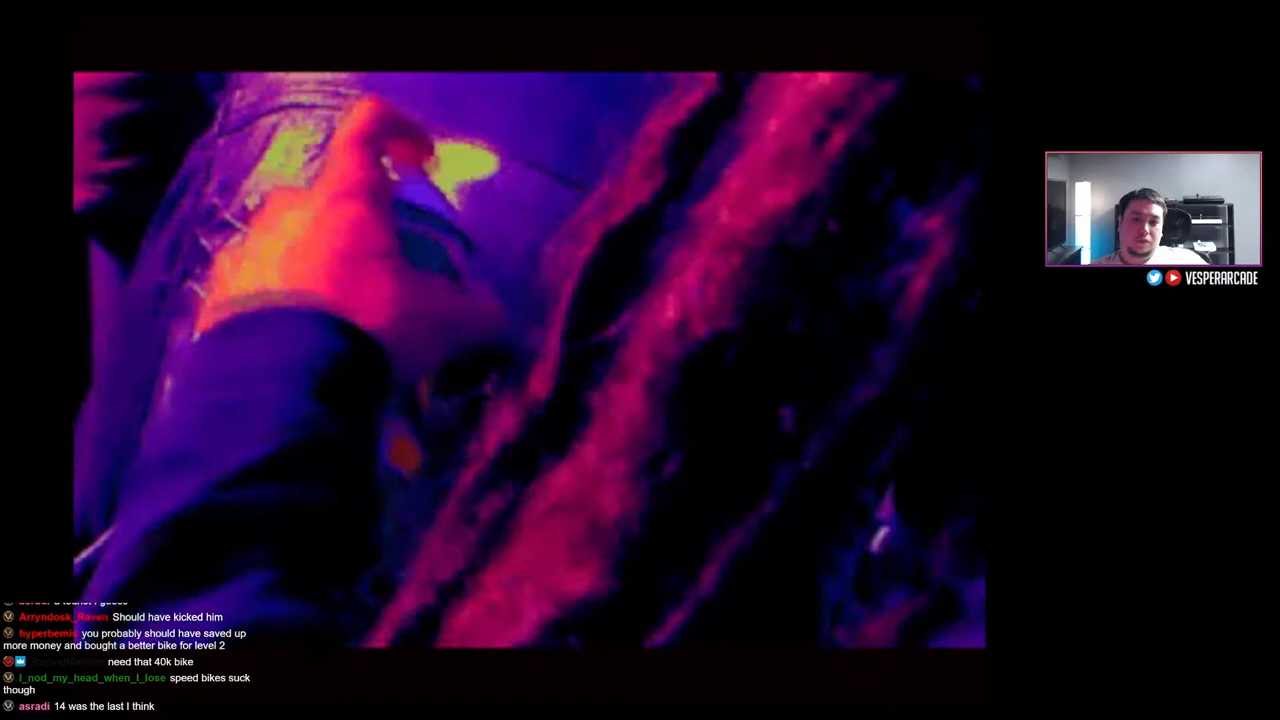 VESPERARCADE
Arryndosk_Raven Should have kicked him
you probably should have saved up
more money and bought a better bike for level 2
need that 40k bike
I_nod_my_head_when_I_lose speed bikes suck
though
asradi 14 was the last I think